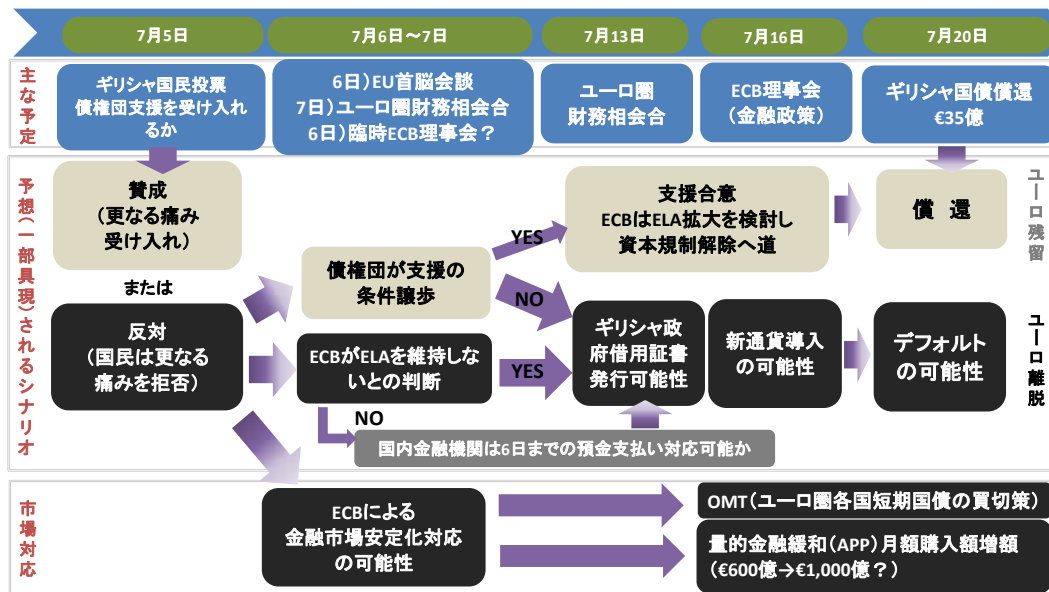 7月5日
7月6日～7日
7月13日
7月16日
7月20日
主な予定
ギリシャ国民投票
債権団支援を受け入れ
るか
6日）EU首脳会談
7日）ユーロ圏財務相会合
6日）臨時ECB理事会？
ユーロ圏
財務相会合
ECB理事会
（金融政策）
ギリシャ国債償還
€35億
予想（一部具現）されるシナリオ
賛成
（更なる痛み
受け入れ）
または
反対
（国民は更なる
痛みを拒否）
債権団が支援の
条件譲歩
YES
NO
支援合意
ECBはELA拡大を検討し
資本規制解除へ道
償 還
ユーロ残留
ECBがELAを維持しな
いとの判断
YES
NO
ギリシャ政
府借用証書
発行可能性
新通貨導入
の可能性
デフォルト
の可能性
ユーロ離脱
国内金融機関は6日までの預金支払い対応可能か
市場対応
ECBによる
金融市場安定化対応
の可能性
OMT（ユーロ圏各国短期国債の買切策）
量的金融緩和（APP）月額購入額増額
（€600億→€1,000億？）